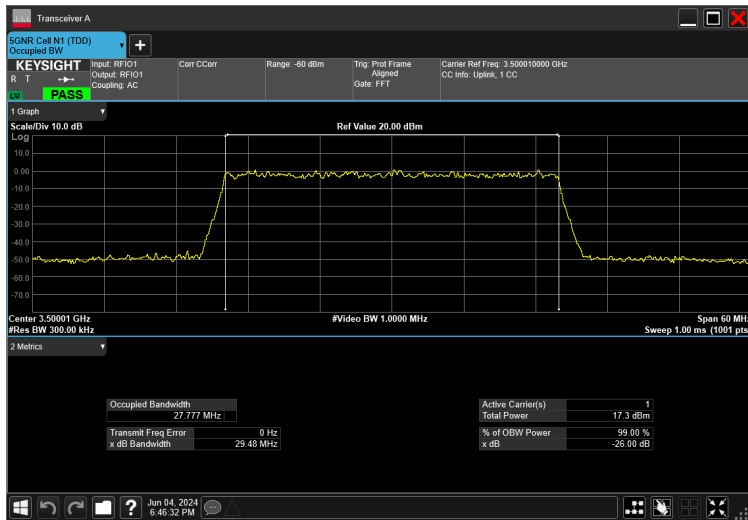 Transceiver A
5GNR Cell N1 (TDD)
Occupied BW
KEYSIGHT
R T
LXI
PASS
Input: RFIO1
Output: RFIO1
Coupling: AC
Corr CCorr
Range: -60 dBm
Trig: Prot Frame
Aligned
Gate: FFT
Carrier Ref Freq: 3.500010000 GHz
CC Info: Uplink, 1 CC
1 Graph
Scale/Div 10.0 dB
Ref Value 20.00 dBm
Log
10.0
0.00
-10.0
-20.0
-30.0
-40.0
-50.0
-60.0
-70.0
Center 3.50001 GHz
#Video BW 1.0000 MHz
Span 60 MHz
#Res BW 300.00 kHz
Sweep 1.00 ms (1001 pts
2 Metrics
Occupied Bandwidth
27.777 MHz
Transmit Freq Error 0 Hz
x dB Bandwidth 29.48 MHz
Active Carrier(s) 1
Total Power 17.3 dBm
% of OBW Power 99.00 %
x dB -26.00 dB
Jun 04, 2024
6:46:32 PM